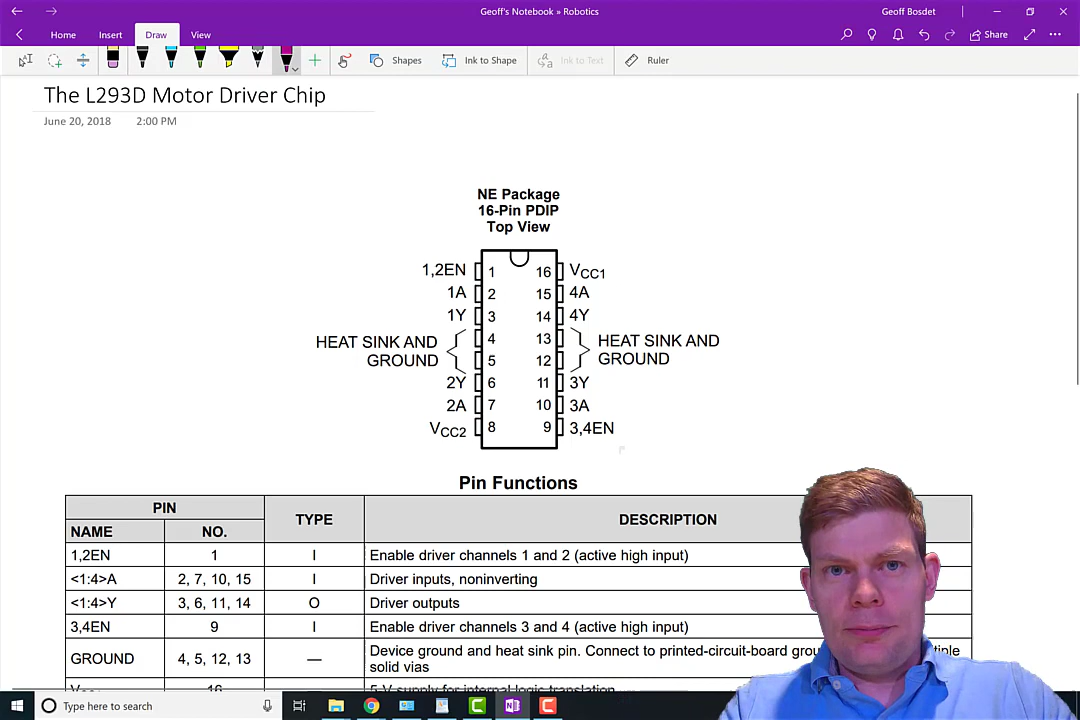 Geoff's Notebook » Robotics
Geoff Bosdet
Home Insert Draw View
Share
Shapes Ink to Shape Ink to Text Ruler
The L293D Motor Driver Chip
June 20, 2018 2:00 PM
NE Package
16-Pin PDIP
Top View
1,2EN 1 16 VCC1
1A 2 15 4A
1Y 3 14 4Y
HEAT SINK AND 4 13 HEAT SINK AND
GROUND 5 12 GROUND
2Y 6 11 3Y
2A 7 10 3A
VCC2 8 9 3,4EN
Pin Functions
PIN
NAME NO. TYPE DESCRIPTION
1,2EN 1 I Enable driver channels 1 and 2 (active high input)
<1:4>A 2, 7, 10, 15 I Driver inputs, noninverting
<1:4>Y 3, 6, 11, 14 O Driver outputs
3,4EN 9 I Enable driver channels 3 and 4 (active high input)
GROUND 4, 5, 12, 13 — Device ground and heat sink pin. Connect to printed-circuit-board
solid vias
16 5-V supply for internal logic translation
Type here to search